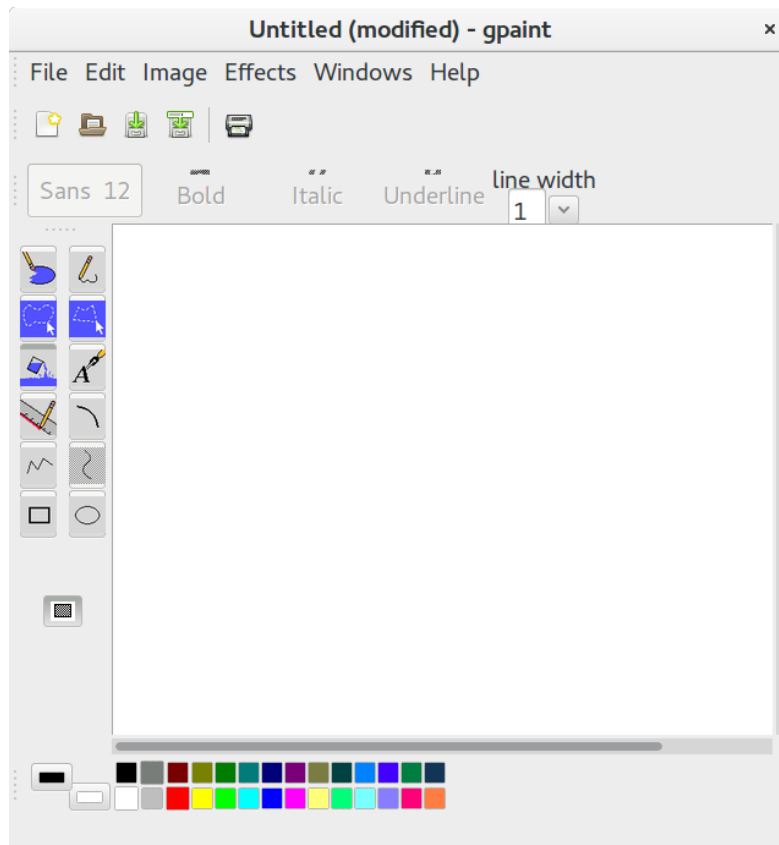 Untitled (modified) - gpaint
File Edit Image Effects Windows Help
Sans 12 Bold Italic Underline line width
1